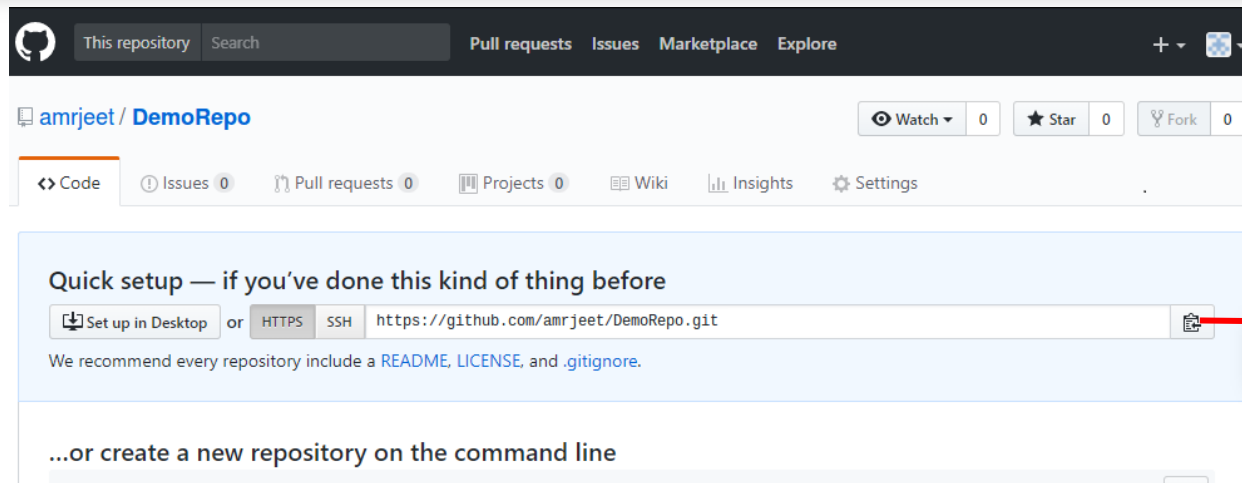 This repository Search Pull requests Issues Marketplace Explore
amrjeet / DemoRepo Watch 0 Star 0 Fork 0
Code Issues 0 Pull requests 0 Projects 0 Wiki Insights Settings
Quick setup — if you’ve done this kind of thing before
Set up in Desktop or HTTPS SSH https://github.com/amrjeet/DemoRepo.git
We recommend every repository include a README, LICENSE, and .gitignore.
…or create a new repository on the command line